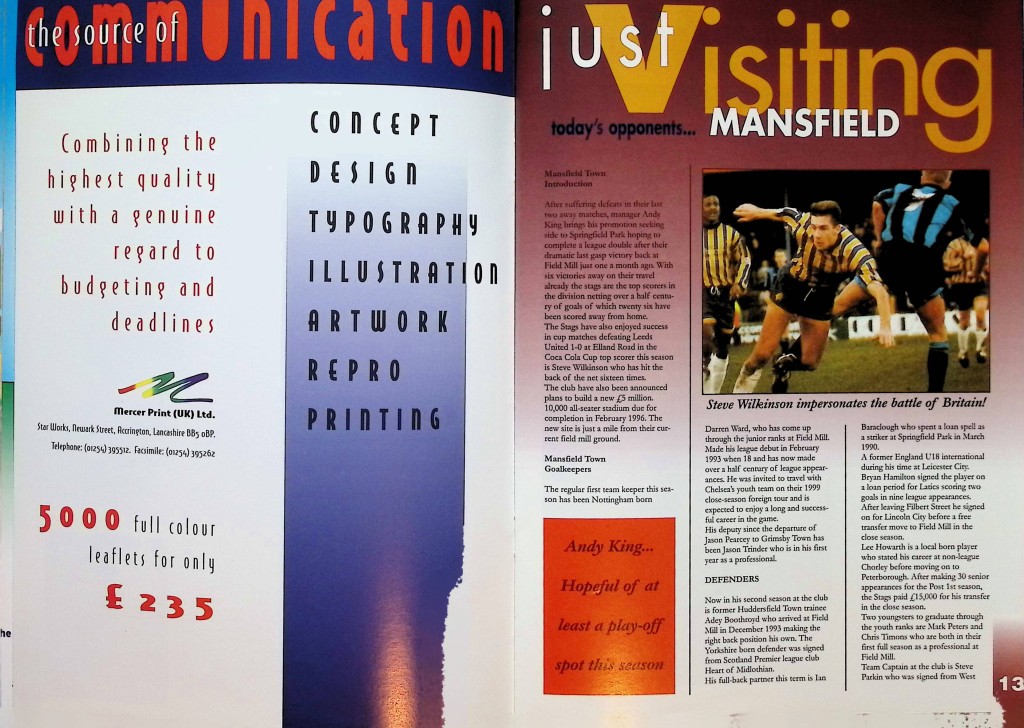 the source of
communication
Combining the
highest quality
with a genuine
regard to
budgeting and
deadlines
Mercer Print (UK) Ltd.
Star Works, Newark Street, Accrington, Lancashire BB5 0BP.
Telephone: (01254) 395512. Facsimile: (01254) 395262
5000 full colour
leaflets for only
£235
CONCEPT
DESIGN
TYPOGRAPHY
ILLUSTRATION
ARTWORK
REPRO
PRINTING
he
just
Visiting
today's opponents... MANSFIELD
Mansfield Town
Introduction
After suffering defeats in their last
two away matches, manager Andy
King brings his promotion seeking
side to Springfield Park hoping to
complete a league double after their
dramatic last gasp victory back at
Field Mill just one a month ago. With
six victories away on their travel
already the stags are the top scorers in
the division netting over a half centu-
ry of goals of which twenty six have
been scored away from home.
The Stags have also enjoyed success
in cup matches defeating Leeds
United 1-0 at Elland Road in the
Coca Cola Cup top scorer this season
is Steve Wilkinson who has hit the
back of the net sixteen times.
The club have also been announced
plans to build a new £5 million.
10,000 all-seater stadium due for
completion in February 1996. The
new site is just a mile from their cur-
rent field mill ground.
Mansfield Town
Goalkeepers
The regular first team keeper this sea-
son has been Nottingham born
Andy King...
Hopeful of at
least a play-off
spot this season
Steve Wilkinson impersonates the battle of Britain!
Darren Ward, who has come up
through the junior ranks at Field Mill.
Made his league debut in February
1993 when 18 and has now made
over a half century of league appear-
ances. He was invited to travel with
Chelsea's youth team on their 1999
close-season foreign tour and is
expected to enjoy a long and success-
ful career in the game.
His deputy since the departure of
Jason Pearcey to Grimsby Town has
been Jason Trinder who is in his first
year as a professional.
DEFENDERS
Now in his second season at the club
is former Huddersfield Town trainee
Adey Boothroyd who arrived at Field
Mill in December 1993 making the
right back position his own. The
Yorkshire born defender was signed
from Scotland Premier league club
Heart of Midlothian.
His full-back partner this term is Ian
Baraclough who spent a loan spell as
a striker at Springfield Park in March
1990.
A former England U18 international
during his time at Leicester City.
Bryan Hamilton signed the player on
a loan period for Latics scoring two
goals in nine league appearances.
After leaving Filbert Street he signed
on for Lincoln City before a free
transfer move to Field Mill in the
close season.
Lee Howarth is a local born player
who stated his career at non-league
Chorley before moving on to
Peterborough. After making 30 senior
appearances for the Post 1st season,
the Stags paid £15,000 for his transfer
in the close season.
Two youngsters to graduate through
the youth ranks are Mark Peters and
Chris Timons who are both in their
first full season as a professional at
Field Mill.
Team Captain at the club is Steve
Parkin who was signed from West
13